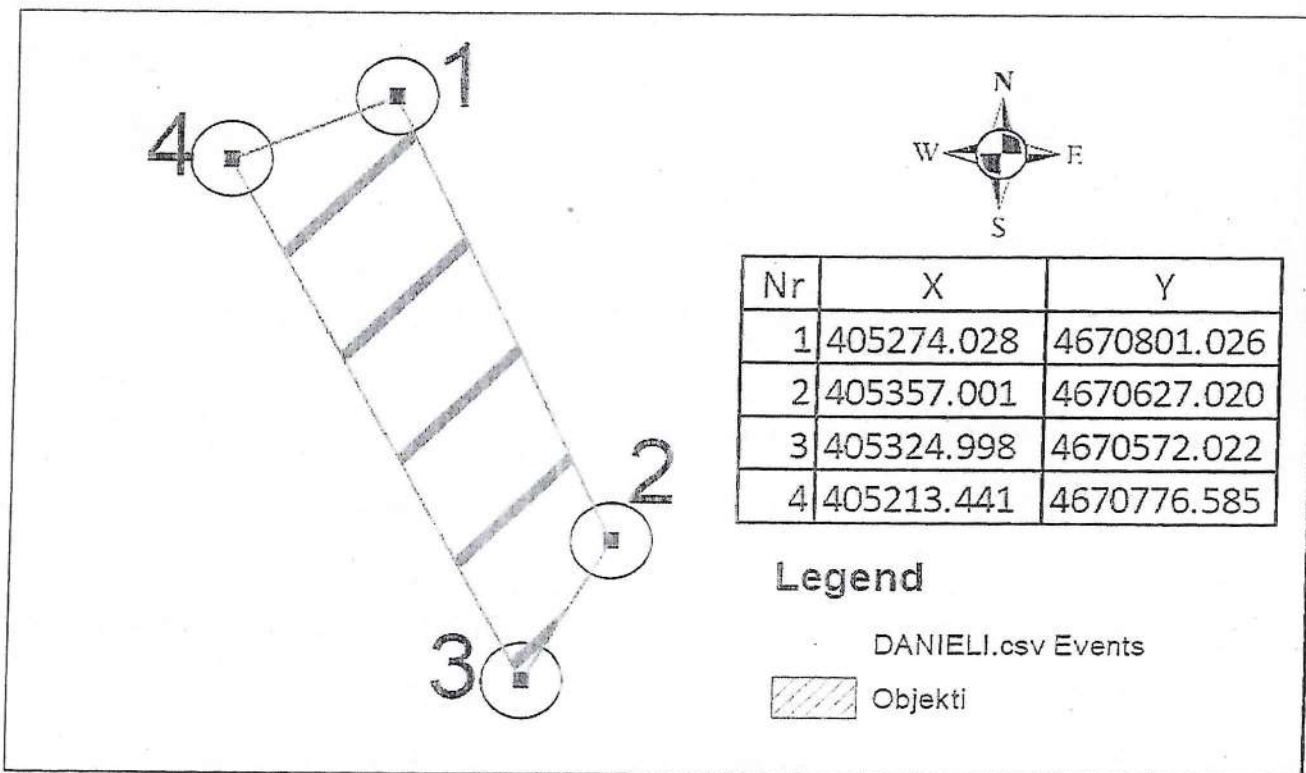 1
4
2
3
N
W E
S
Nr X Y
1 405274.028 4670801.026
2 405357.001 4670627.020
3 405324.998 4670572.022
4 405213.441 4670776.585
Legend
DANIELI.csv Events
Objekti